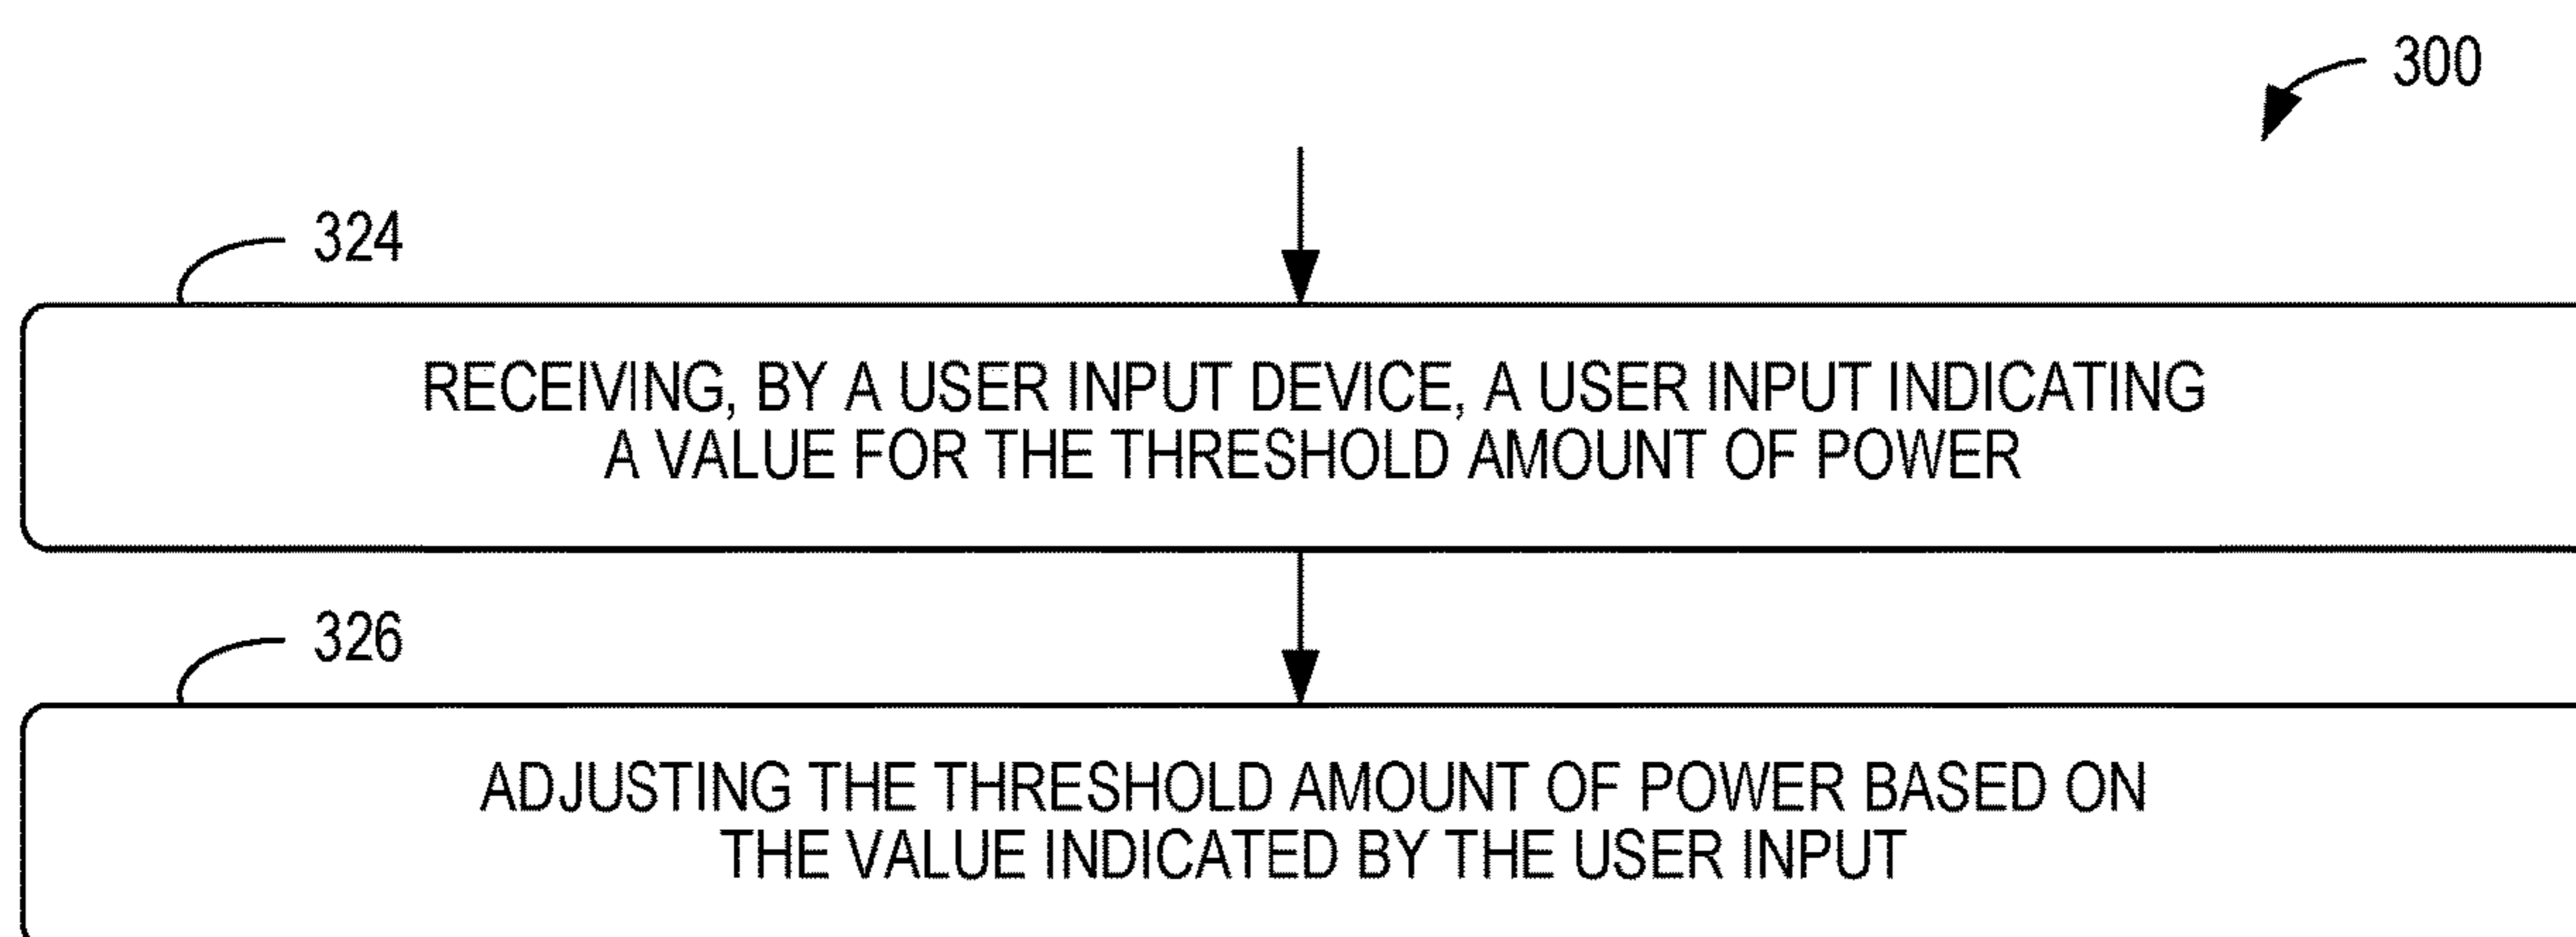 300
324
RECEIVING, BY A USER INPUT DEVICE, A USER INPUT INDICATING
A VALUE FOR THE THRESHOLD AMOUNT OF POWER
326
ADJUSTING THE THRESHOLD AMOUNT OF POWER BASED ON
THE VALUE INDICATED BY THE USER INPUT